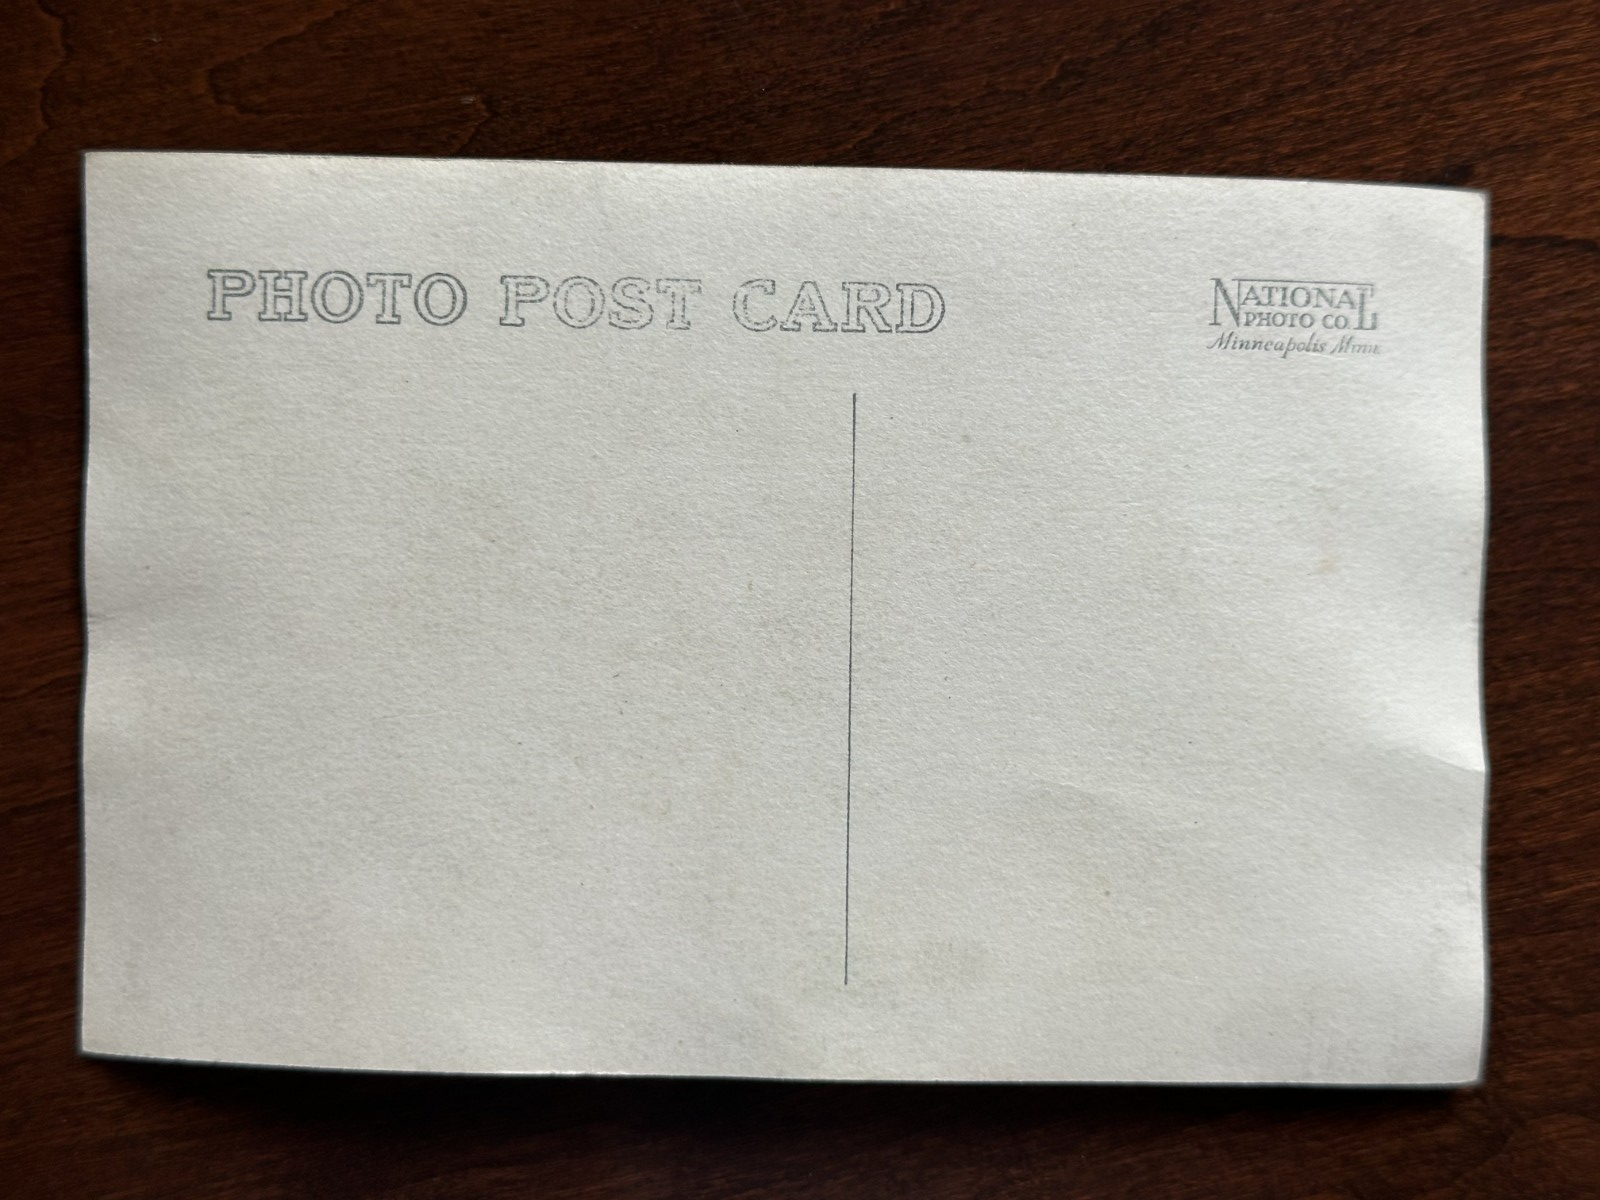 PHOTO POST CARD
NATIONAL
PHOTO CO.
Minneapolis Minn.